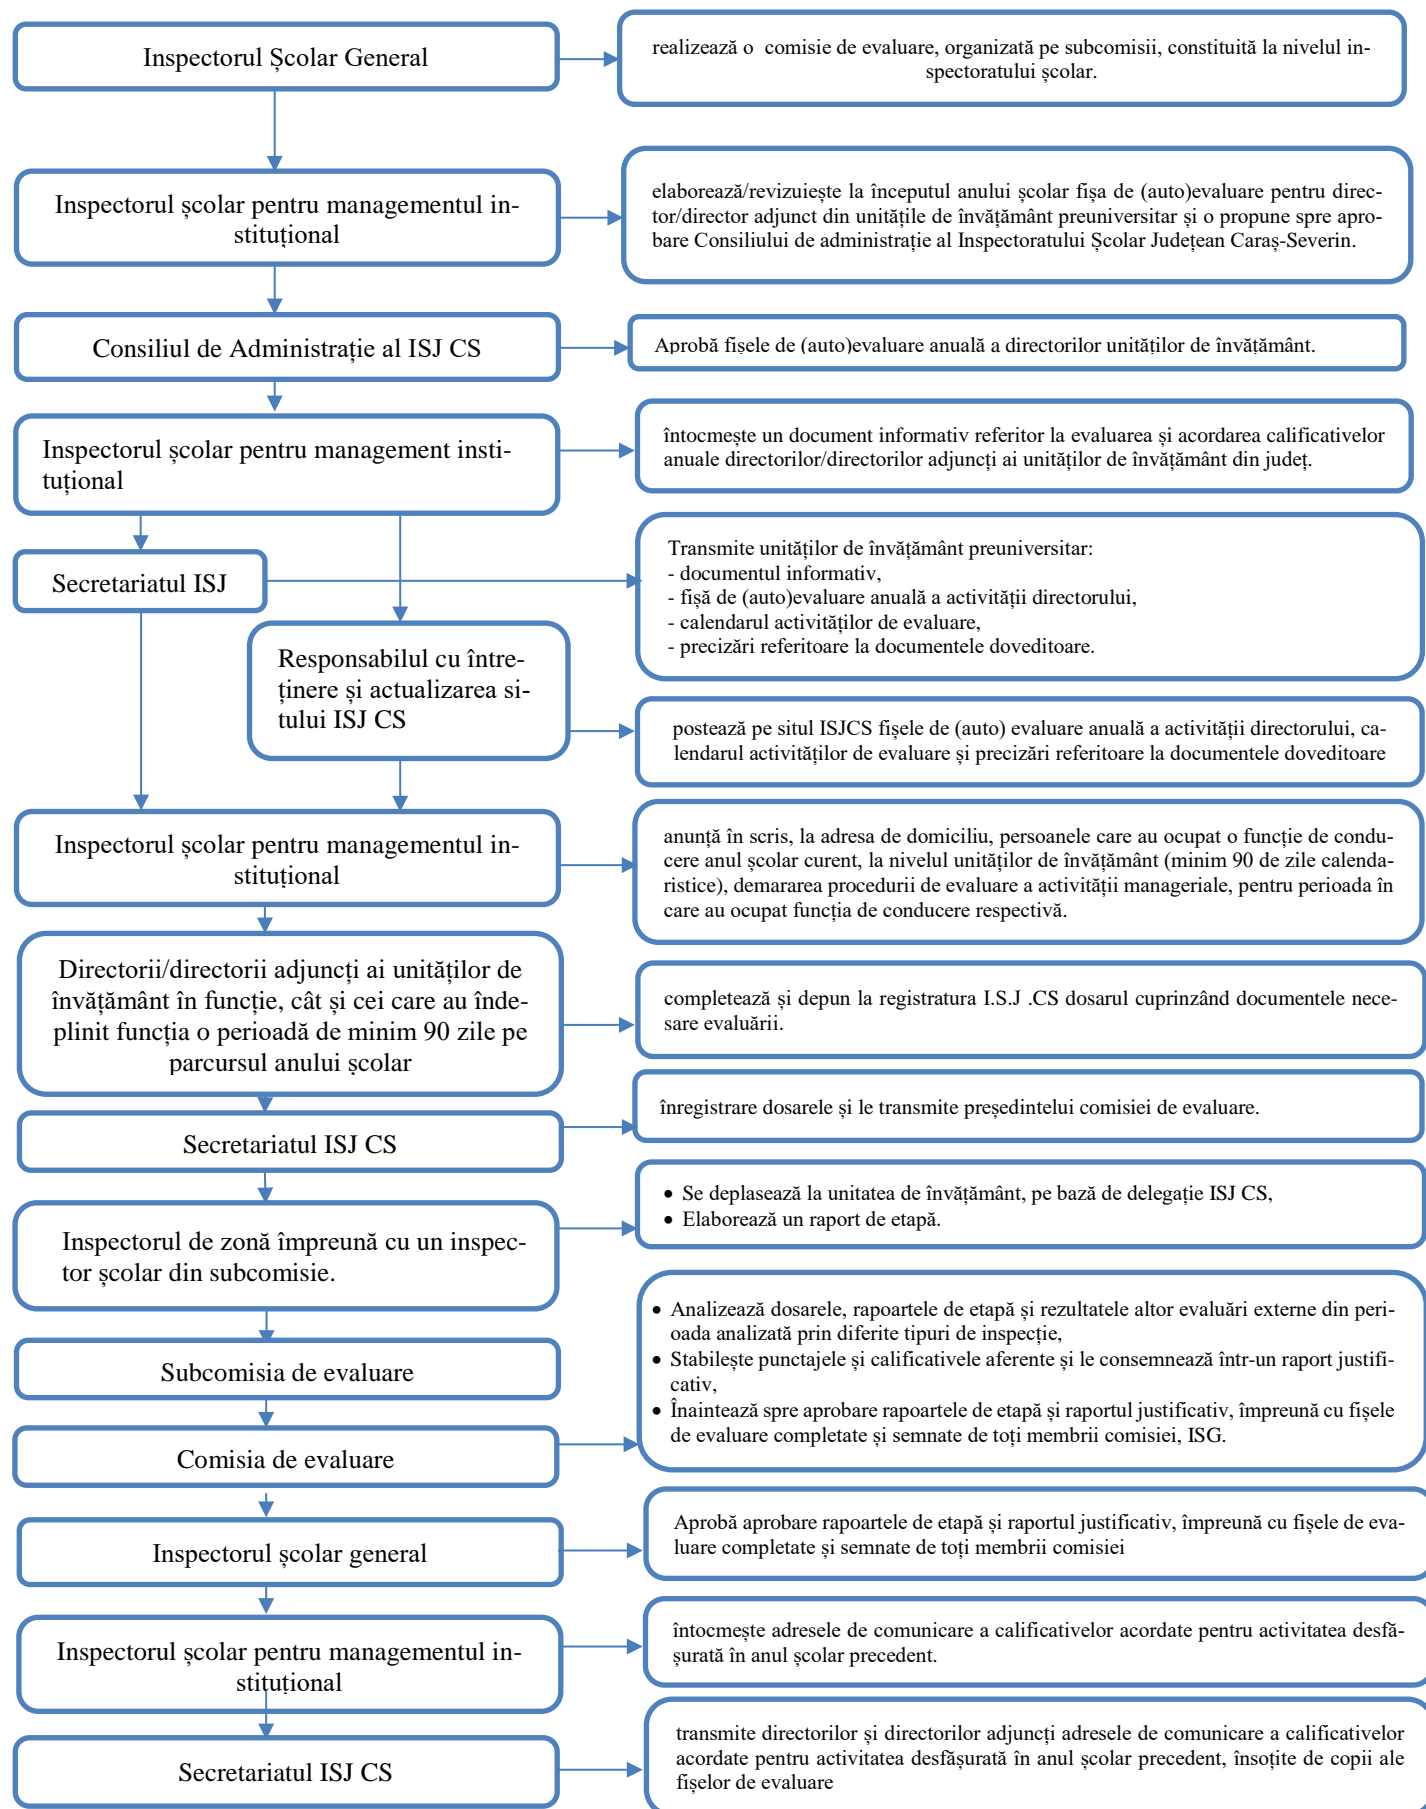 Inspectorul Școlar General
realizează o comisie de evaluare, organizată pe subcomisii, constituită la nivelul in-
spectoratului școlar.
Inspectorul școlar pentru managementul in-
stituțional
elaborează/revizuiește la începutul anului școlar fișa de (auto)evaluare pentru direc-
tor/director adjunct din unitățile de învățământ preuniversitar și o propune spre apro-
bare Consiliului de administrație al Inspectoratului Școlar Județean Caraș-Severin.
Consiliul de Administrație al ISJ CS
Aprobă fișele de (auto)evaluare anuală a directorilor unităților de învățământ.
Inspectorul școlar pentru management insti-
tuțional
întocmește un document informativ referitor la evaluarea și acordarea calificativelor
anuale directorilor/directorilor adjuncți ai unităților de învățământ din județ.
Secretariatul ISJ
Transmite unităților de învățământ preuniversitar:
- documentul informativ,
- fișă de (auto)evaluare anuală a activității directorului,
- calendarul activităților de evaluare,
- precizări referitoare la documentele doveditoare.
Responsabilul cu între-
ținere și actualizarea si-
tului ISJ CS
postează pe situl ISJCS fișele de (auto) evaluare anuală a activității directorului, ca-
lendarul activităților de evaluare și precizări referitoare la documentele doveditoare
Inspectorul școlar pentru managementul in-
stituțional
anunță în scris, la adresa de domiciliu, persoanele care au ocupat o funcție de condu-
cere anul școlar curent, la nivelul unităților de învățământ (minim 90 de zile calenda-
ristice), demararea procedurii de evaluare a activității manageriale, pentru perioada în
care au ocupat funcția de conducere respectivă.
Directorii/directorii adjuncți ai unităților de
învățământ în funcție, cât și cei care au înde-
plinit funcția o perioadă de minim 90 zile pe
parcursul anului școlar
completează și depun la registratura I.S.J .CS dosarul cuprinzând documentele nece-
sare evaluării.
Secretariatul ISJ CS
înregistrare dosarele și le transmite președintelui comisiei de evaluare.
Inspectorul de zonă împreună cu un inspec-
tor școlar din subcomisie.
• Se deplasează la unitatea de învățământ, pe bază de delegație ISJ CS,
• Elaborează un raport de etapă.
Subcomisia de evaluare
Comisia de evaluare
• Analizează dosarele, rapoartele de etapă și rezultatele altor evaluări externe din peri-
oada analizată prin diferite tipuri de inspecție,
• Stabilește punctajele și calificativele aferente și le consemnează într-un raport justifi-
cativ,
• Înaintează spre aprobare rapoartele de etapă și raportul justificativ, împreună cu fișele
de evaluare completate și semnate de toți membrii comisiei, ISG.
Inspectorul școlar general
Aprobă aprobare rapoartele de etapă și raportul justificativ, împreună cu fișele de eva-
luare completate și semnate de toți membrii comisiei
Inspectorul școlar pentru managementul in-
stituțional
întocmește adresele de comunicare a calificativelor acordate pentru activitatea desfă-
șurată în anul școlar precedent.
Secretariatul ISJ CS
transmite directorilor și directorilor adjuncți adresele de comunicare a calificativelor
acordate pentru activitatea desfășurată în anul școlar precedent, însoțite de copii ale
fișelor de evaluare